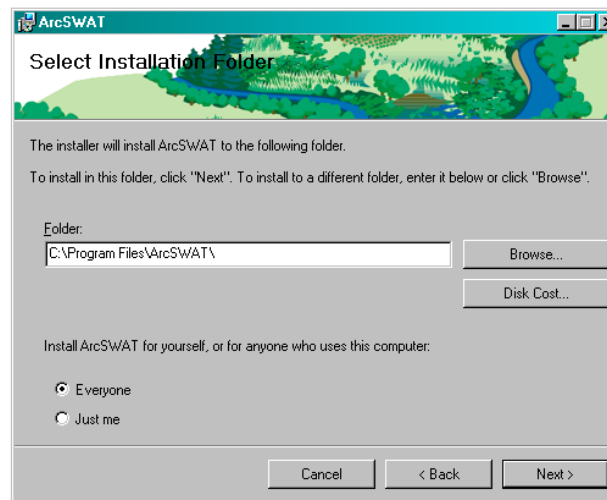 ArcSWAT
Select Installation Folder
The installer will install ArcSWAT to the following folder.
To install in this folder, click "Next". To install to a different folder, enter it below or click "Browse".
Folder:
C:\Program Files\ArcSWAT\
Browse...
Disk Cost...
Install ArcSWAT for yourself, or for anyone who uses this computer:
Everyone
Just me
Cancel
< Back
Next >